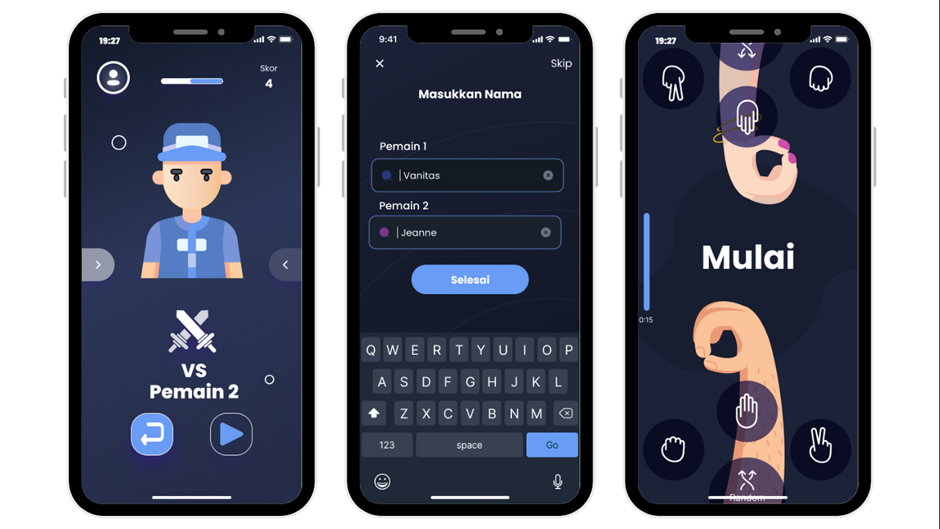 19:27
Skor
4
VS
Pemain 2
9:41
Skip
Masukkan Nama
Pemain 1
Vanitas
Pemain 2
Jeanne
Selesai
Q W E R T Y U I O P
A S D F G H J K L
Z X C V B N M
123 space Go
19:27
Mulai
0:15
Random